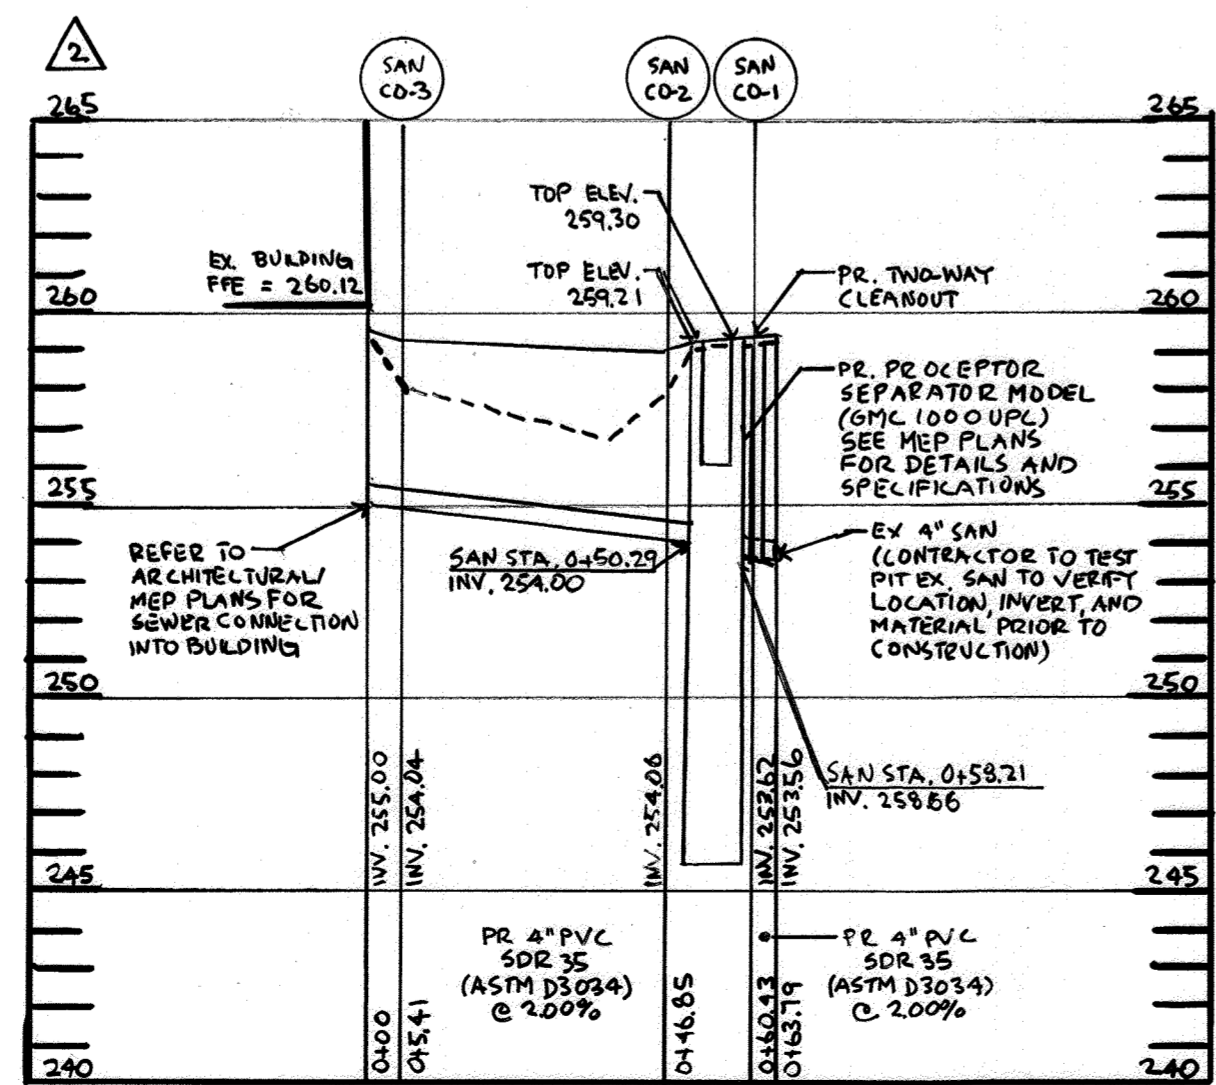 2
SAN
CO-3
SAN
CO-2
SAN
CO-1
265
265
TOP ELEV.
259.30
EX. BUILDING
FFE = 260.12
TOP ELEV.
259.21
PR. TWO-WAY
CLEANOUT
260
260
PR. PROCEPTOR
SEPARATOR MODEL
(GMC 1000 UPC)
SEE MEP PLANS
FOR DETAILS AND
SPECIFICATIONS
255
255
REFER TO
ARCHITECTURAL/
MEP PLANS FOR
SEWER CONNECTION
INTO BUILDING
SAN STA. 0+50.29
INV. 254.00
EX 4" SAN
(CONTRACTOR TO TEST
PIT EX. SAN TO VERIFY
LOCATION, INVERT, AND
MATERIAL PRIOR TO
CONSTRUCTION)
250
250
INV. 255.00
INV. 254.04
INV. 254.06
INV. 253.62
INV. 253.56
SAN STA. 0+58.21
INV. 258.66
245
245
PR 4" PVC
SDR 35
(ASTM D3034)
@ 2.00%
PR 4" PVC
SDR 35
(ASTM D3034)
@ 2.00%
0+00
0+5.41
0+46.85
0+60.43
0+63.79
240
240